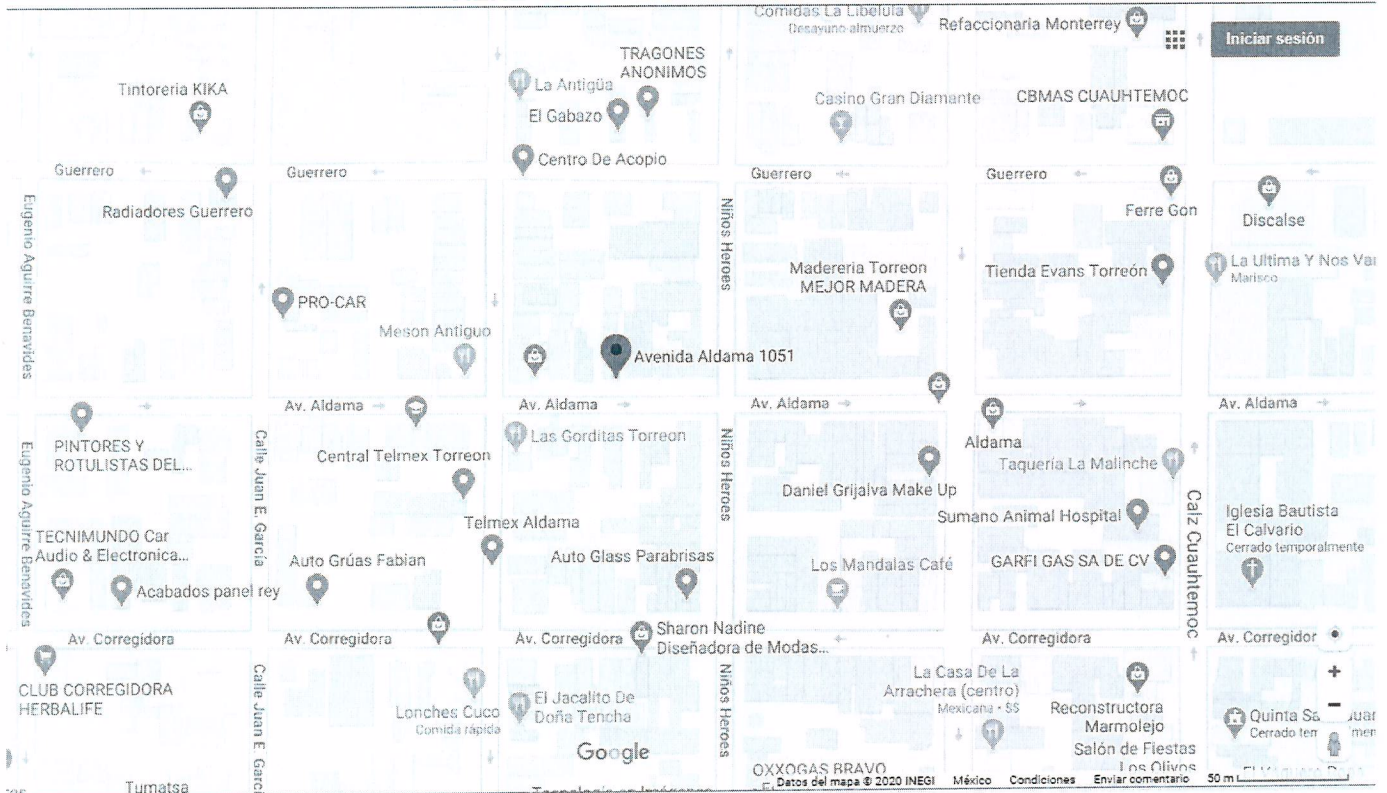 Comidas La Libelula
Desayuno-almuerzo
Refaccionaria Monterrey
Iniciar sesión
TRAGONES
ANONIMOS
La Antigüa
El Gabazo
Tintoreria KIKA
Casino Gran Diamante
CBMAS CUAUHTEMOC
Centro De Acopio
Guerrero
Guerrero
Guerrero
Guerrero
Radiadores Guerrero
Ferre Gon
Discalse
Eugenio Aguirre Benavides
Niños Heroes
Madereria Torreon
MEJOR MADERA
Tienda Evans Torreón
La Ultima Y Nos Va
Marisco
PRO-CAR
Meson Antiguo
Avenida Aldama 1051
Av. Aldama
Av. Aldama
Av. Aldama
Av. Aldama
PINTORES Y
ROTULISTAS DEL...
Calle Juan E. García
Central Telmex Torreon
Las Gorditas Torreon
Niños Heroes
Aldama
Taquería La Malinche
Daniel Grijalva Make Up
Eugenio Aguirre Benavides
Calz Cuauhtemoc
Sumano Animal Hospital
Iglesia Bautista
El Calvario
Cerrado temporalmente
Telmex Aldama
TECNIMUNDO Car
Audio & Electronica...
Auto Grúas Fabian
Auto Glass Parabrisas
Los Mandalas Café
GARFI GAS SA DE CV
Acabados panel rey
Av. Corregidora
Av. Corregidora
Av. Corregidora
Sharon Nadine
Diseñadora de Modas...
Av. Corregidora
Av. Corregidor
CLUB CORREGIDORA
HERBALIFE
Calle Juan E. Garcí
Lonches Cuco
Comida rápida
El Jacalito De
Doña Tencha
Niños Heroes
La Casa De La
Arrachera (centro)
Mexicana • $$
Reconstructora
Marmolejo
Quinta Sa
Cerrado tem
Google
Salón de Fiestas
Los Olivos
OXXOGAS BRAVO
Datos del mapa © 2020 INEGI México Condiciones Enviar comentario 50 m
Tumatsa